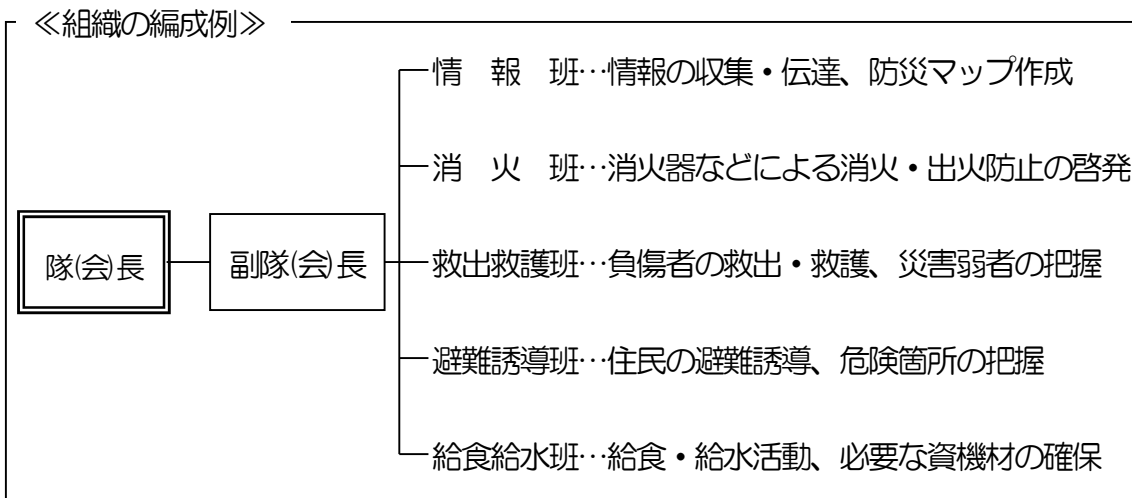 ≪組織の編成例≫
情 報 班…情報の収集・伝達、防災マップ作成
消 火 班…消火器などによる消火・出火防止の啓発
隊(会)長
副隊(会)長
救出救護班…負傷者の救出・救護、災害弱者の把握
避難誘導班…住民の避難誘導、危険箇所の把握
給食給水班…給食・給水活動、必要な資機材の確保